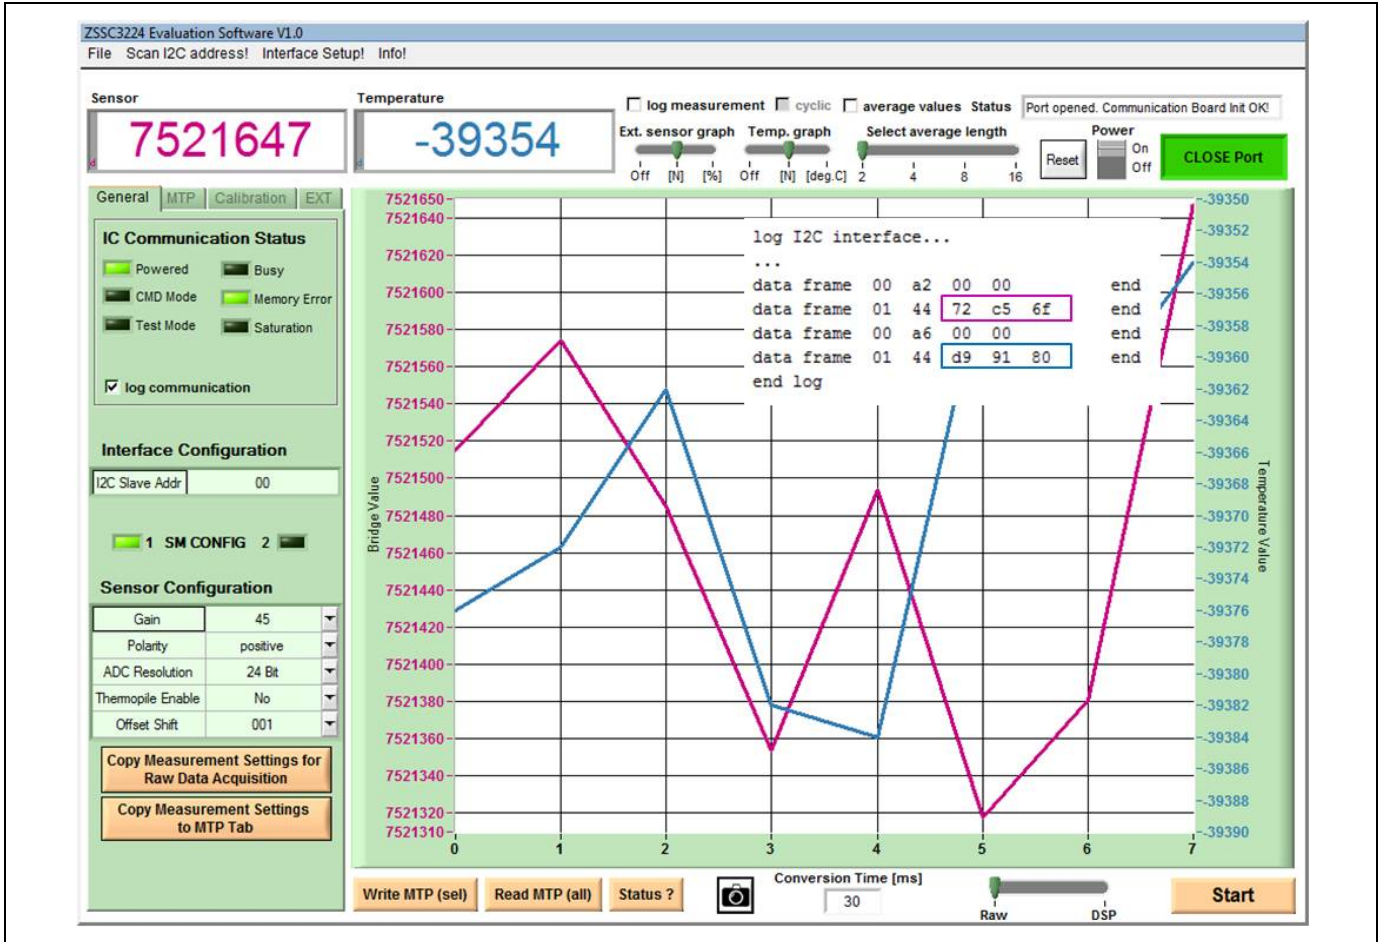 ZSSC3224 Evaluation Software V1.0
File Scan I2C address! Interface Setup! Info!
Sensor
7521647
d
Temperature
-39354
d
log measurement cyclic average values Status Port opened. Communication Board Init OK!
Ext. sensor graph Temp. graph Select average length
Off [N] [%] Off [N] [deg.C] 2 4 8 16
Reset
Power
On
Off
CLOSE Port
General MTP Calibration EXT
IC Communication Status
Powered Busy
CMD Mode Memory Error
Test Mode Saturation
log communication
Interface Configuration
I2C Slave Addr 00
1 SM CONFIG 2
Sensor Configuration
Gain 45
Polarity positive
ADC Resolution 24 Bit
Thermopile Enable No
Offset Shift 001
Copy Measurement Settings for
Raw Data Acquisition
Copy Measurement Settings
to MTP Tab
Bridge Value
7521650
7521640
7521620
7521600
7521580
7521560
7521540
7521520
7521500
7521480
7521460
7521440
7521420
7521400
7521380
7521360
7521340
7521320
7521310
log I2C interface...
...
data frame 00 a2 00 00 end
data frame 01 44 72 c5 6f end
data frame 00 a6 00 00 end
data frame 01 44 d9 91 80 end
end log
-39350
-39352
-39354
-39356
-39358
-39360
-39362
-39364
-39366
-39368
-39370
-39372
-39374
-39376
-39378
-39380
-39382
-39384
-39386
-39388
-39390
Temperature Value
0 1 2 3 4 5 6 7
Write MTP (sel) Read MTP (all) Status ?
Conversion Time [ms]
30
Raw DSP
Start